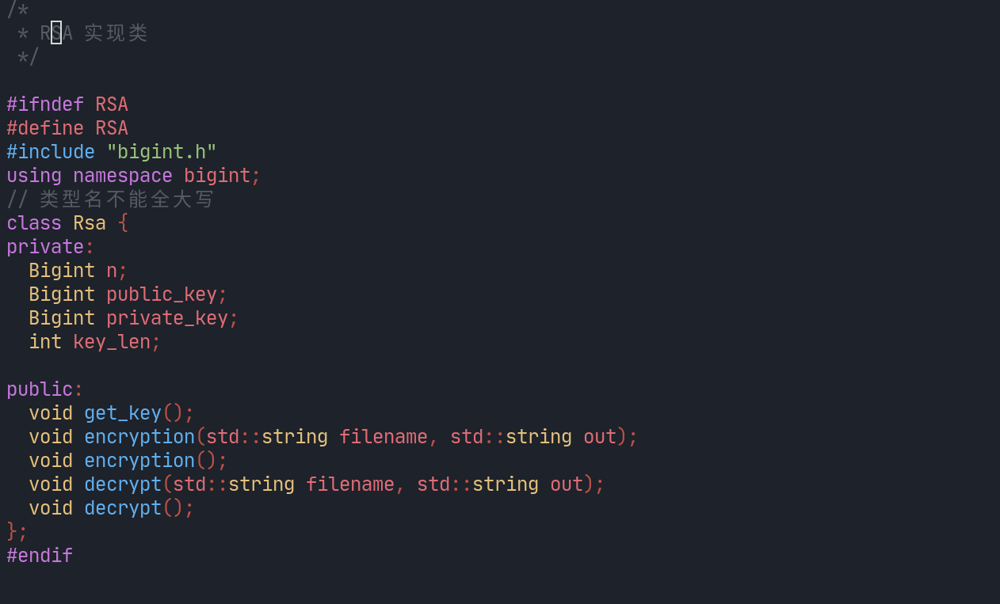 /*
 * RSA 实现类
 */
#ifndef RSA
#define RSA
#include "bigint.h"
using namespace bigint;
// 类型名不能全大写
class Rsa {
private:
  Bigint n;
  Bigint public_key;
  Bigint private_key;
  int key_len;
public:
  void get_key();
  void encryption(std::string filename, std::string out);
  void encryption();
  void decrypt(std::string filename, std::string out);
  void decrypt();
};
#endif